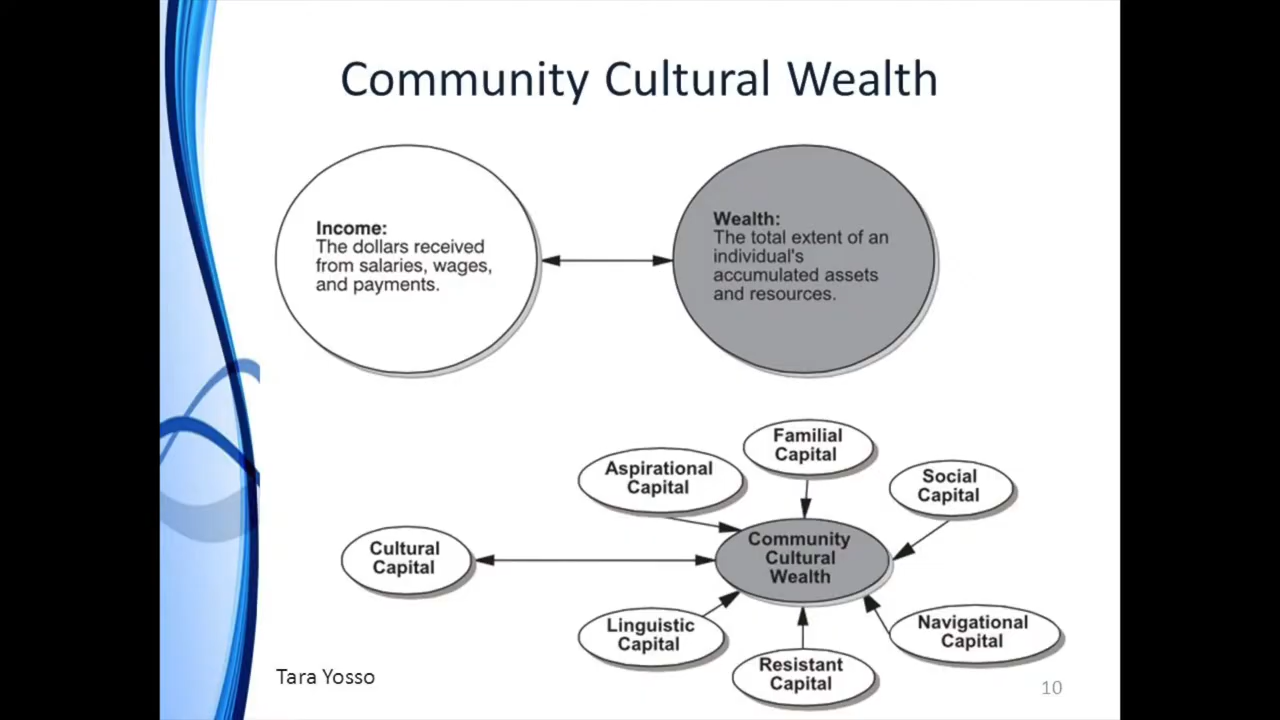 Community Cultural Wealth
Income:
The dollars received
from salaries, wages,
and payments.
Wealth:
The total extent of an
individual's
accumulated assets
and resources.
Familial
Capital
Aspirational
Capital
Social
Capital
Cultural
Capital
Community
Cultural
Wealth
Linguistic
Capital
Navigational
Capital
Resistant
Capital
Tara Yosso
10